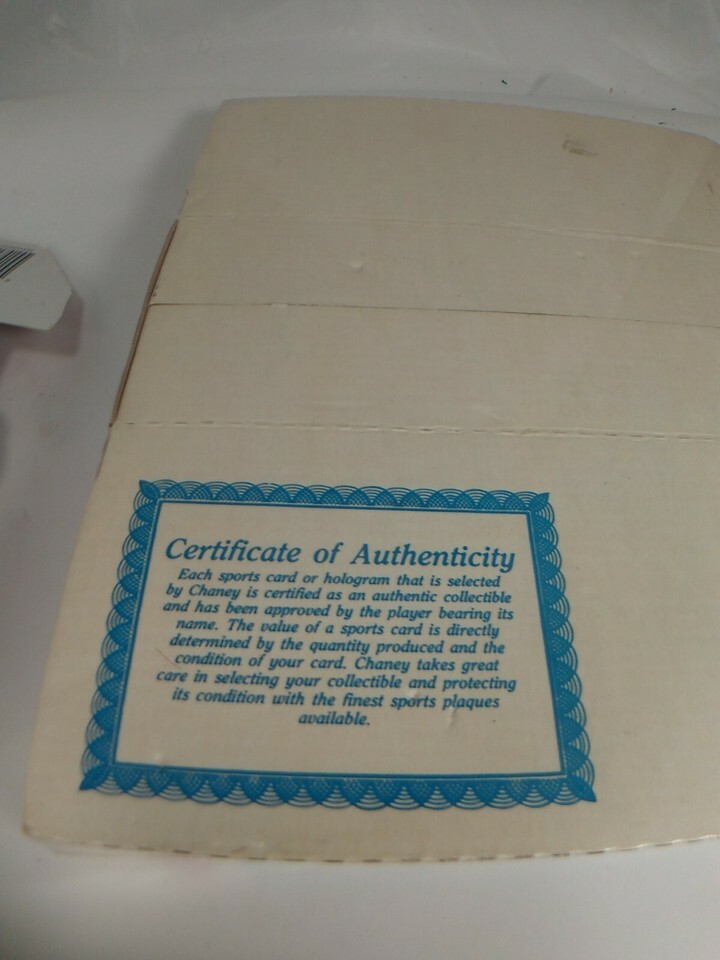 Certificate of Authenticity
Each sports card or hologram that is selected
by Chaney is certified as an authentic collectible
and has been approved by the player bearing its
name. The value of a sports card is directly
determined by the quantity produced and the
condition of your card. Chaney takes great
care in selecting your collectible and protecting
its condition with the finest sports plaques
available.